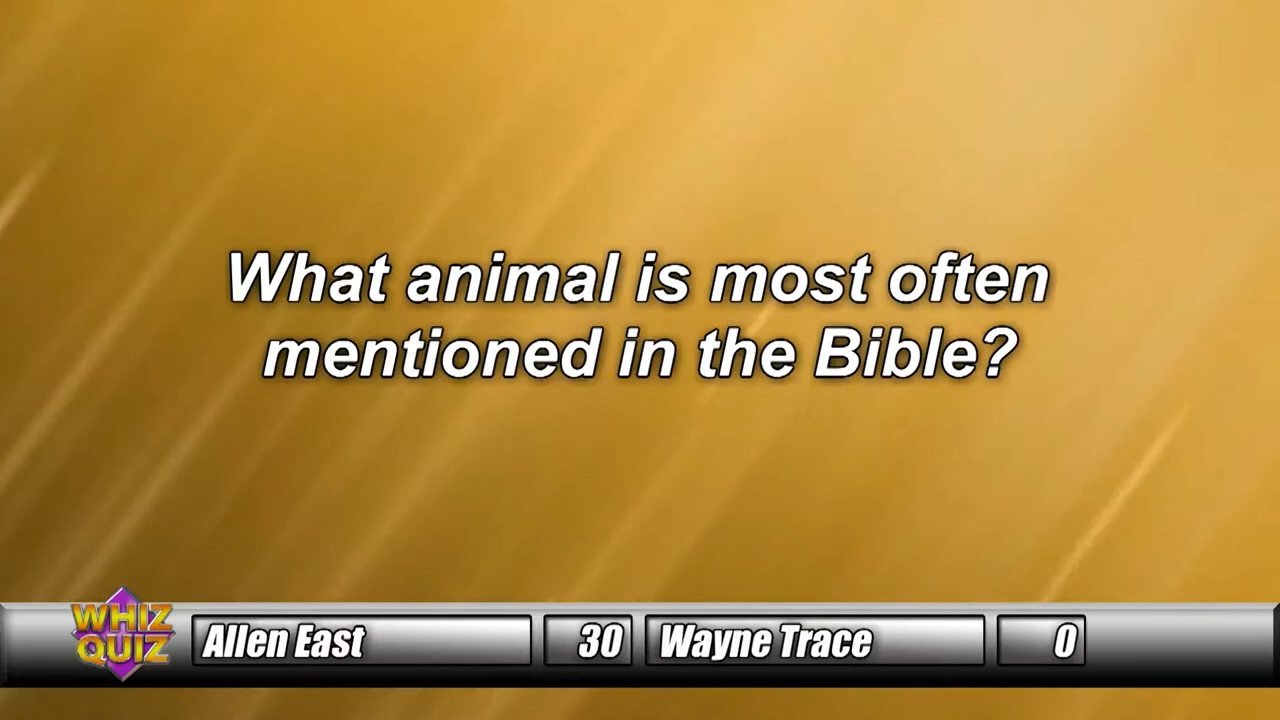 What animal is most often
mentioned in the Bible?
WHIZ
QUIZ
Allen East 30 Wayne Trace 0